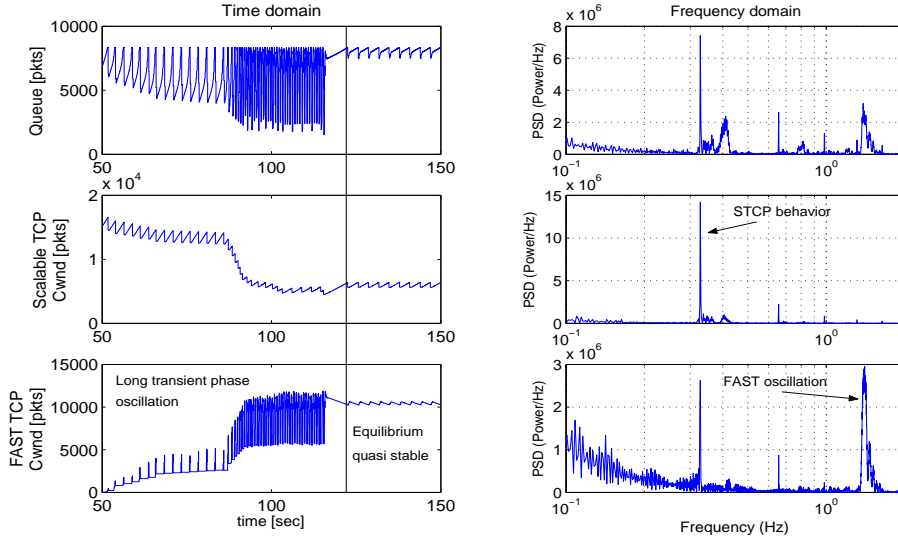 Time domain
10000
5000
0
Queue [pkts]
50
100
150
x 10^4
2
1
0
Scalable TCP
Cwnd [pkts]
50
100
150
15000
10000
5000
0
FAST TCP
Cwnd [pkts]
Long transient phase
oscillation
Equilibrium
quasi stable
50
100
150
time [sec]
Frequency domain
x 10^6
8
6
4
2
0
PSD (Power/Hz)
10^-1
10^0
x 10^6
15
10
5
0
PSD (Power/Hz)
STCP behavior
10^-1
10^0
x 10^6
3
2
1
0
PSD (Power/Hz)
FAST oscillation
10^-1
10^0
Frequency (Hz)